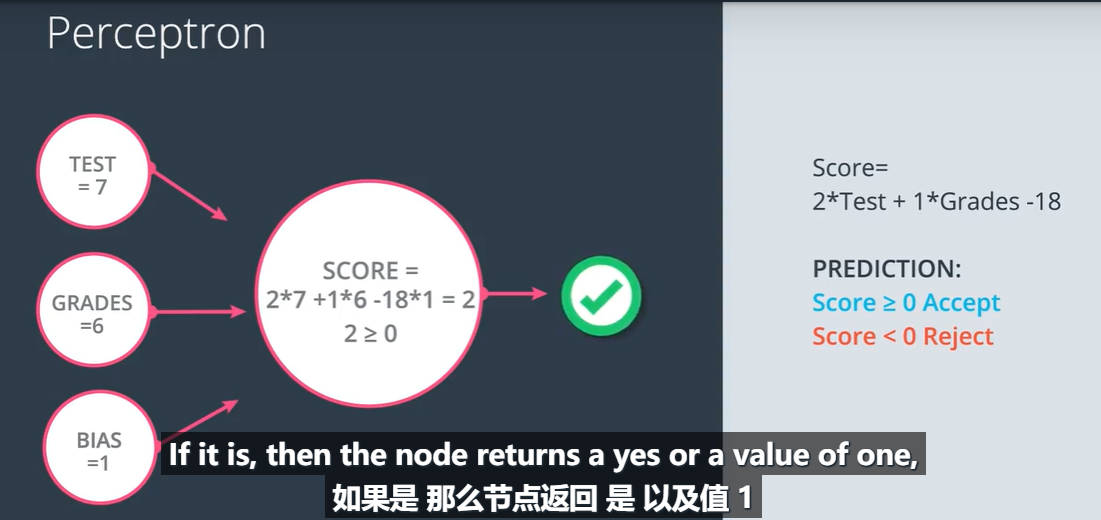 Perceptron
TEST
= 7
GRADES
=6
BIAS
=1
SCORE =
2*7 +1*6 -18*1 = 2
2 ≥ 0
Score=
2*Test + 1*Grades -18
PREDICTION:
Score ≥ 0 Accept
Score < 0 Reject
If it is, then the node returns a yes or a value of one,
如果是 那么节点返回 是 以及值 1